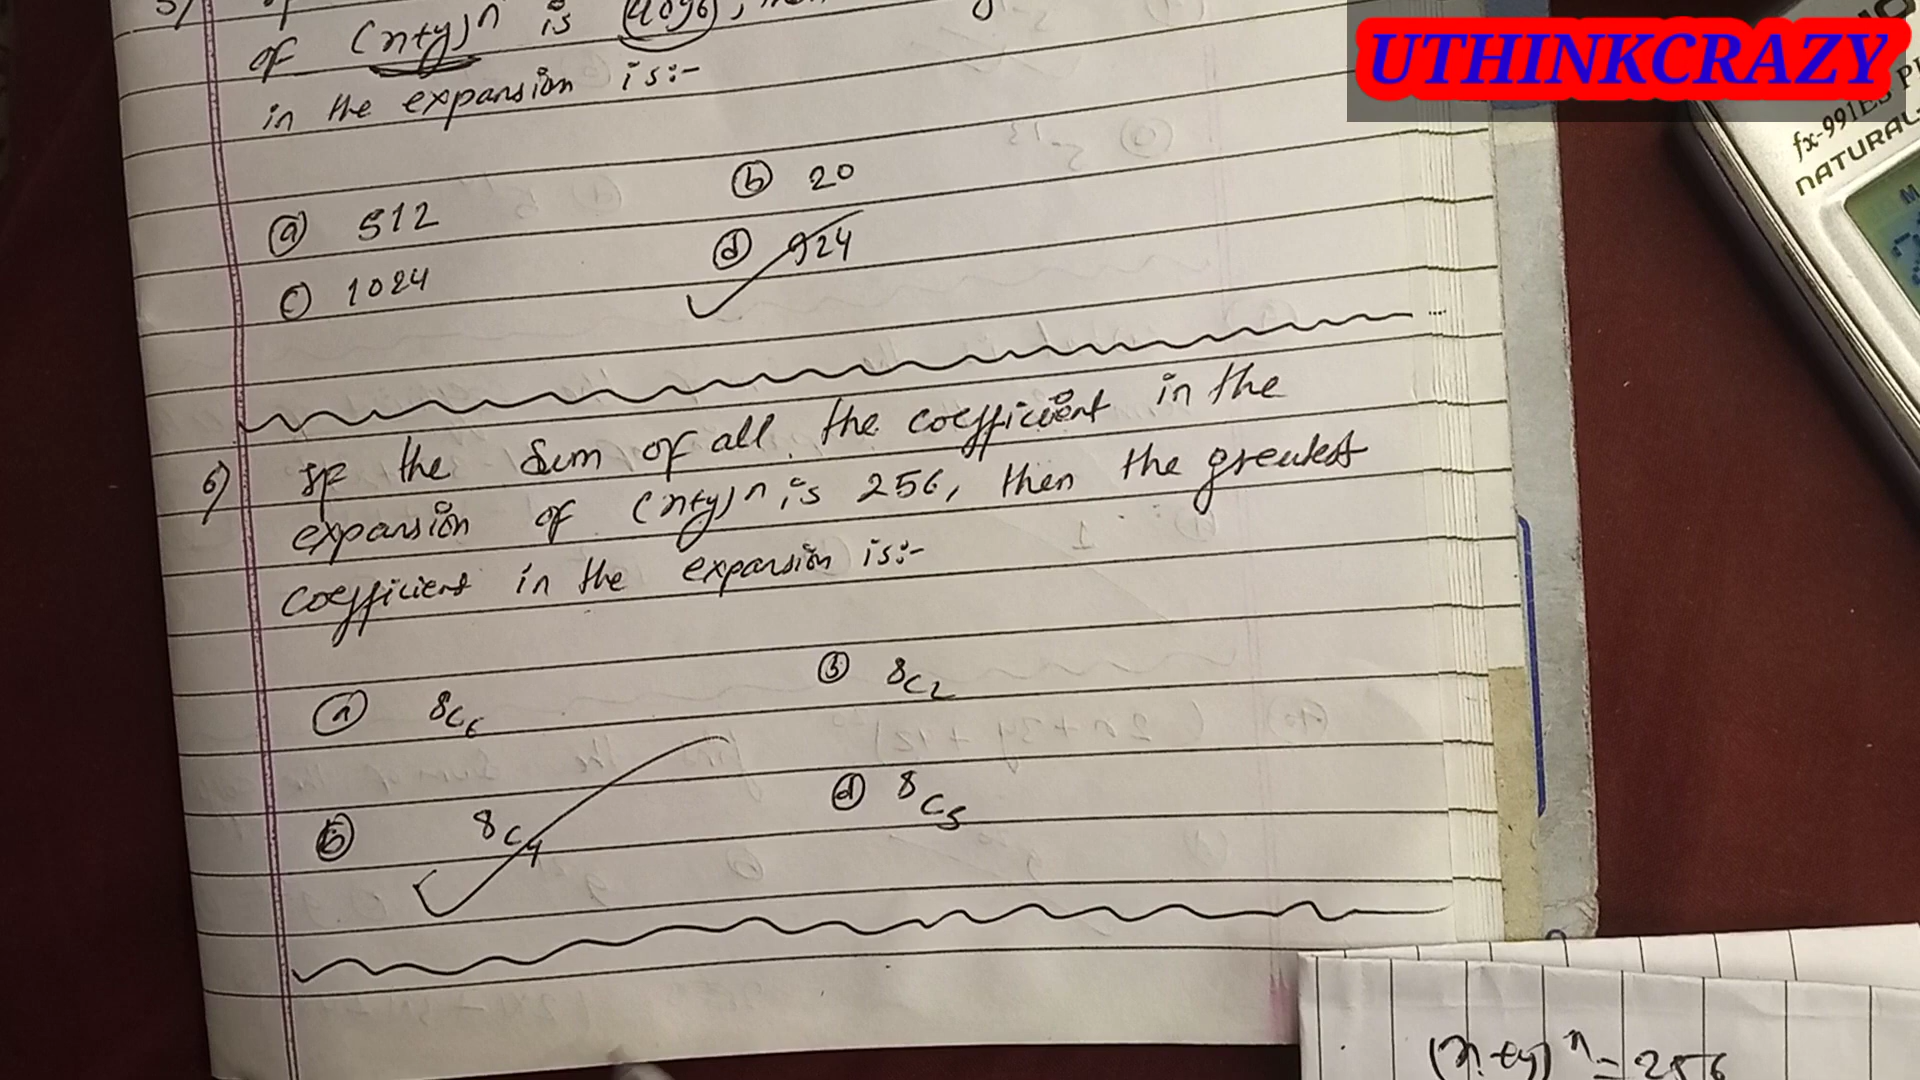 5)
of (x+y)ⁿ is (4096),
in the expansion is:-
(a) 512 (b) 20
(c) 1024 (d) 924
6) If the Sum of all the coefficient in the
expansion of (x+y)ⁿ is 256, then the greatest
coefficient in the expansion is:-
(a) 8C6 (b) 8C2
8C4 (d) 8C5
(x+y)ⁿ = 256
UTHINKCRAZY
fx-991ES
NATURAL